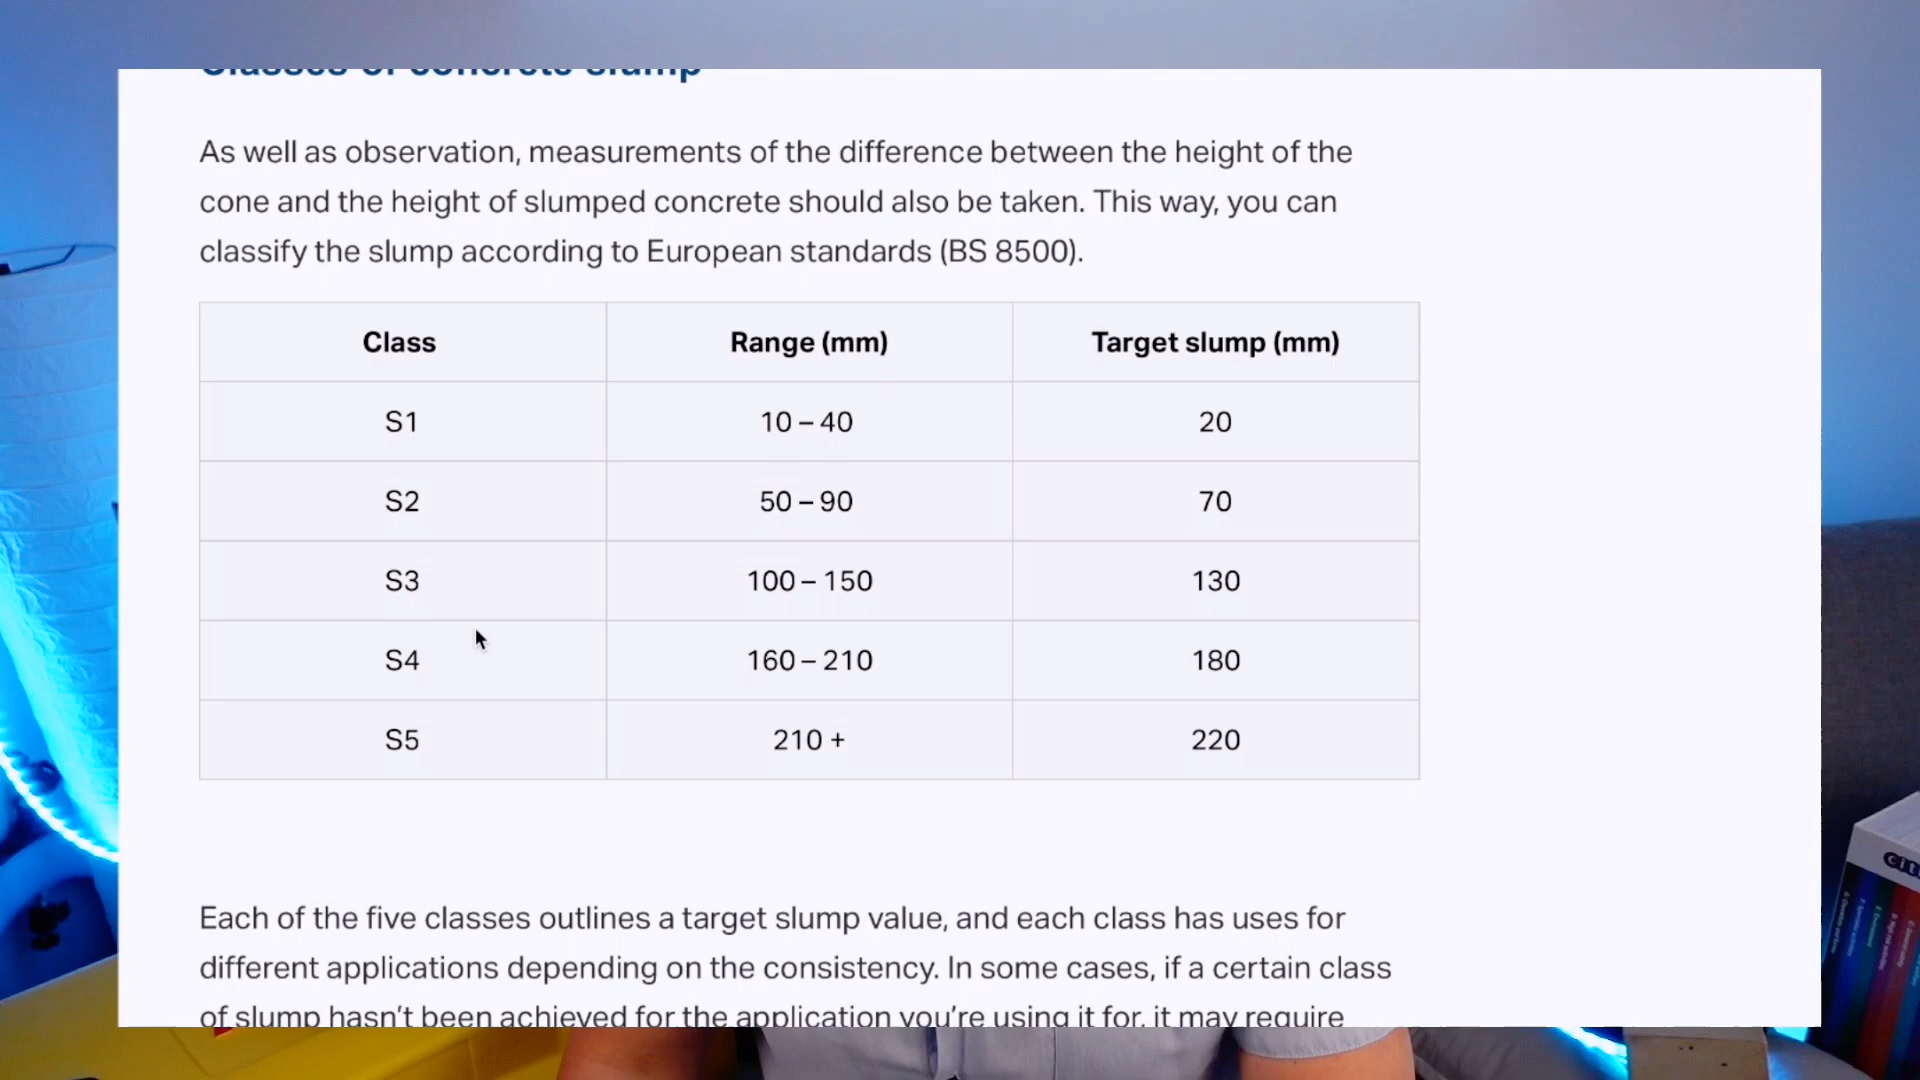 Classes of concrete slump
As well as observation, measurements of the difference between the height of the
cone and the height of slumped concrete should also be taken. This way, you can
classify the slump according to European standards (BS 8500).
Class Range (mm) Target slump (mm)
S1 10 – 40 20
S2 50 – 90 70
S3 100 – 150 130
S4 160 – 210 180
S5 210 + 220
Each of the five classes outlines a target slump value, and each class has uses for
different applications depending on the consistency. In some cases, if a certain class
of slump hasn't been achieved for the application you're using it for, it may require